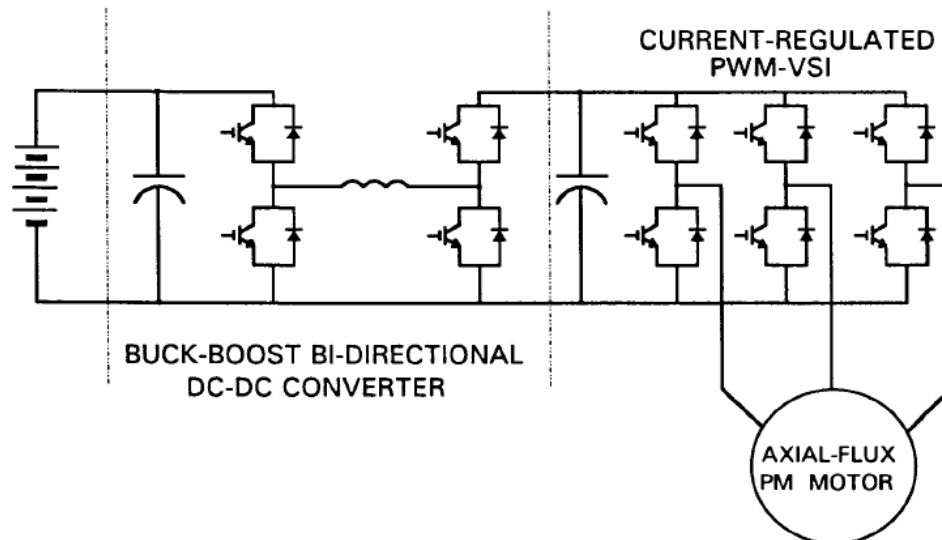 CURRENT-REGULATED
PWM-VSI
BUCK-BOOST BI-DIRECTIONAL
DC-DC CONVERTER
AXIAL-FLUX
PM MOTOR